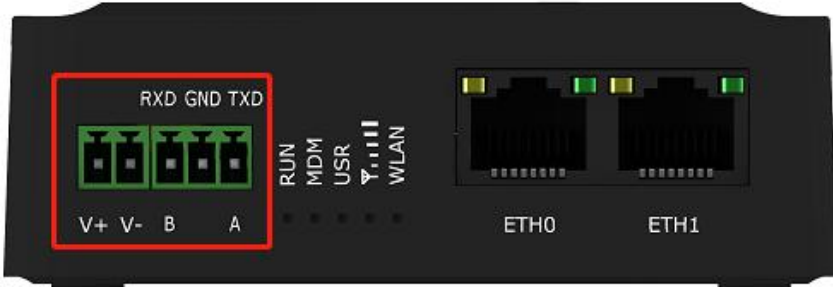 RXD GND TXD
V+ V- B A
RUN
MDM
USR
WLAN
ETH0 ETH1